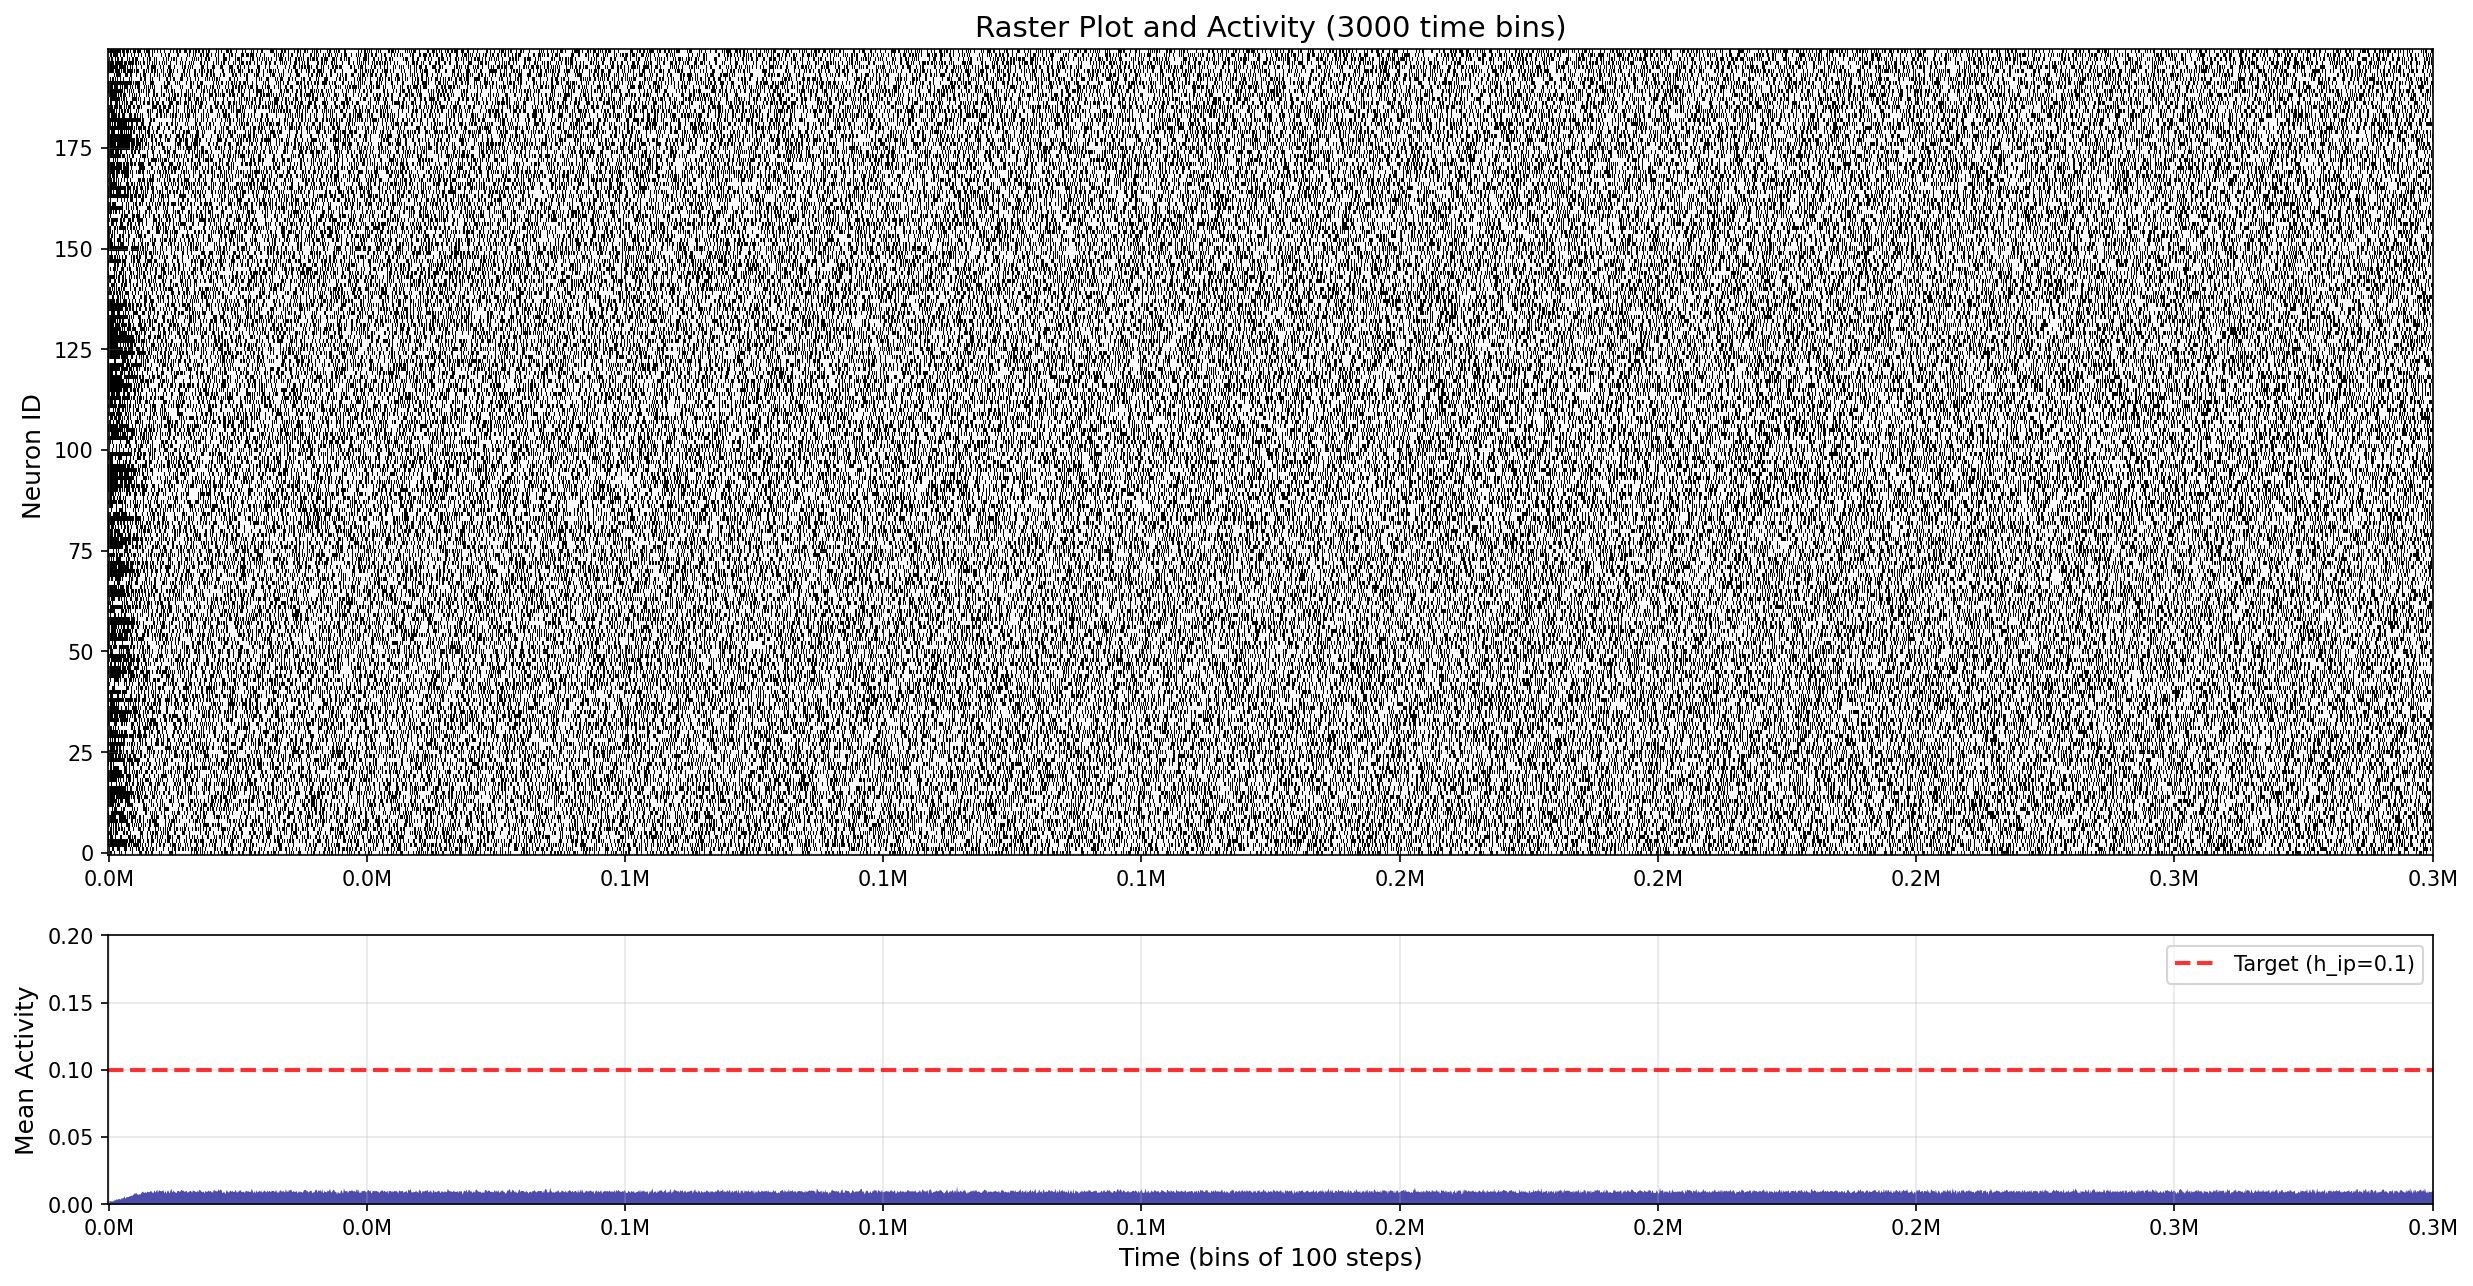 Raster Plot and Activity (3000 time bins)
Neuron ID
175
150
125
100
75
50
25
0
0.0M 0.0M 0.1M 0.1M 0.1M 0.2M 0.2M 0.2M 0.3M 0.3M
Mean Activity
0.20
0.15
0.10
0.05
0.00
Target (h_ip=0.1)
0.0M 0.0M 0.1M 0.1M 0.1M 0.2M 0.2M 0.2M 0.3M 0.3M
Time (bins of 100 steps)